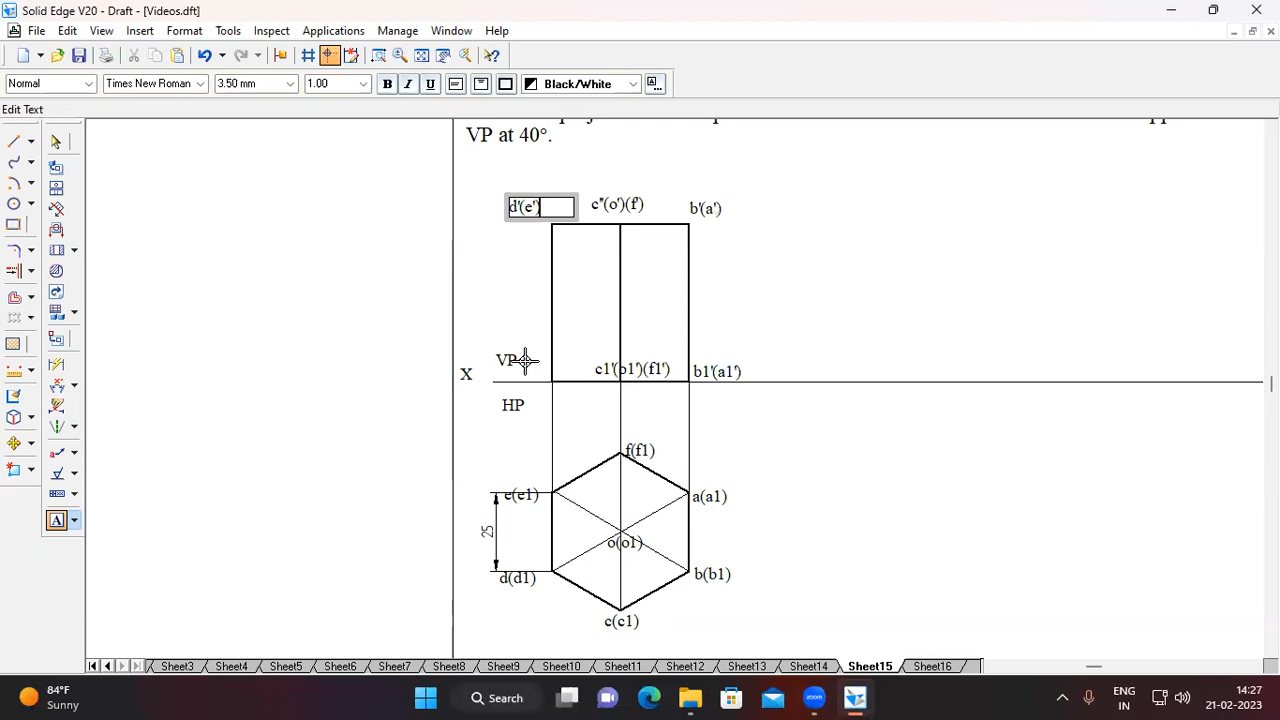 Solid Edge V20 - Draft - [Videos.dft]
File Edit View Insert Format Tools Inspect Applications Manage Window Help
Normal Times New Roman 3.50 mm 1.00 B I U Black/White
Edit Text
VP at 40°.
d'(e') c''(o')(f') b'(a')
VP c1'(o1')(f1') b1'(a1')
X
HP
f(f1)
e(e1) a(a1)
25
o(o1)
d(d1) b(b1)
c(c1)
Sheet3 Sheet4 Sheet5 Sheet6 Sheet7 Sheet8 Sheet9 Sheet10 Sheet11 Sheet12 Sheet13 Sheet14 Sheet15 Sheet16
84°F
Sunny
Search
zoom
ENG
IN
14:27
21-02-2023